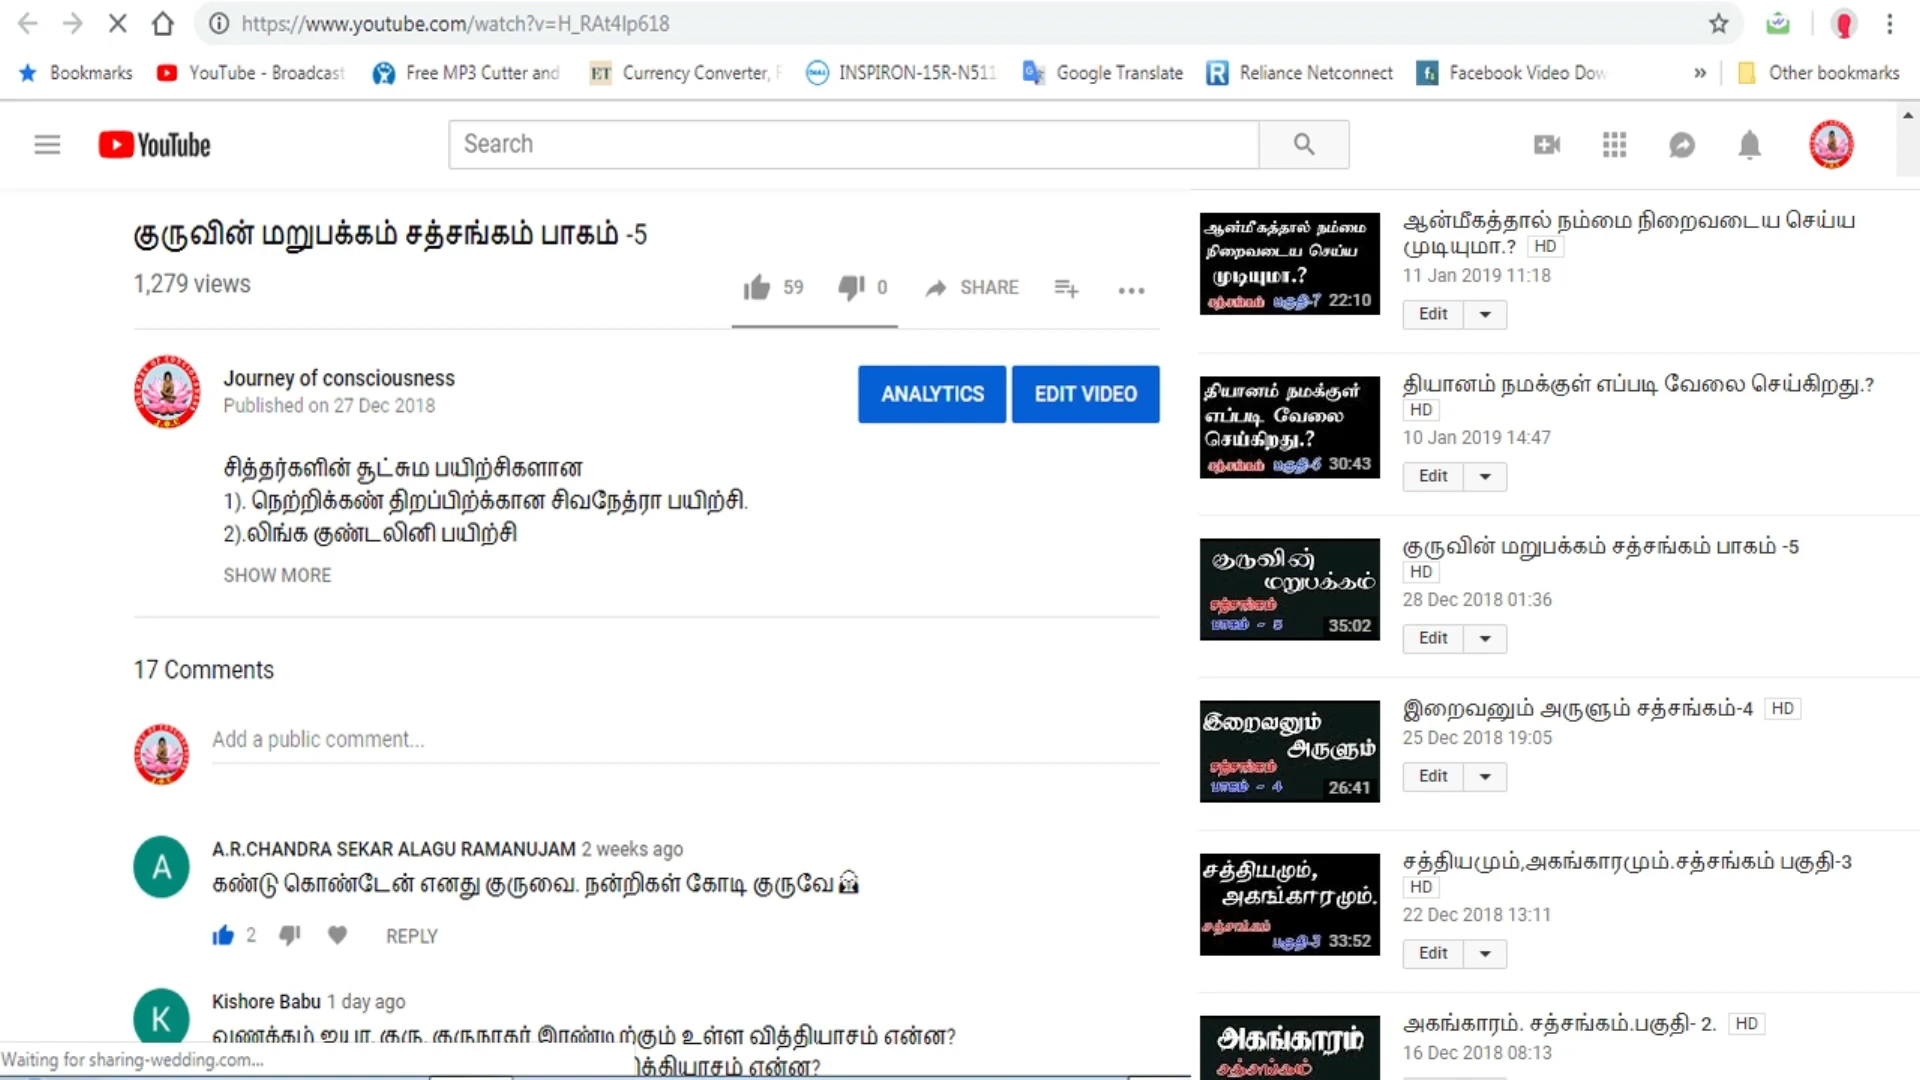 https://www.youtube.com/watch?v=H_RAt4Ip618
Bookmarks YouTube - Broadcast Free MP3 Cutter and Currency Converter, INSPIRON-15R-N511 Google Translate Reliance Netconnect Facebook Video Dow » Other bookmarks
YouTube Search
குருவின் மறுபக்கம் சத்சங்கம் பாகம் -5
1,279 views
59 0 SHARE
Journey of consciousness
Published on 27 Dec 2018
ANALYTICS EDIT VIDEO
சித்தர்களின் சூட்சும பயிற்சிகளான
1). நெற்றிக்கண் திறப்பிற்க்கான சிவநேத்ரா பயிற்சி.
2).லிங்க குண்டலினி பயிற்சி
SHOW MORE
17 Comments
Add a public comment...
A
A.R.CHANDRA SEKAR ALAGU RAMANUJAM 2 weeks ago
கண்டு கொண்டேன் எனது குருவை. நன்றிகள் கோடி குருவே
2 REPLY
K
Kishore Babu 1 day ago
வணக்கம் ஐயா. குரு, குருநாதர் இரண்டிற்கும் உள்ள வித்தியாசம் என்ன?
என்ன?
Waiting for sharing-wedding.com...
ஆன்மீகத்தால் நம்மை
நிறைவடைய செய்ய
முடியுமா.?
சத்சங்கம் பகுதி-7 22:10
ஆன்மீகத்தால் நம்மை நிறைவடைய செய்ய
முடியுமா.? HD
11 Jan 2019 11:18
Edit
தியானம் நமக்குள்
எப்படி வேலை
செய்கிறது.?
சத்சங்கம் பகுதி-6 30:43
தியானம் நமக்குள் எப்படி வேலை செய்கிறது.?
HD
10 Jan 2019 14:47
Edit
குருவின்
மறுபக்கம்
சத்சங்கம்
பாகம் - 5 35:02
குருவின் மறுபக்கம் சத்சங்கம் பாகம் -5
HD
28 Dec 2018 01:36
Edit
இறைவனும்
அருளும்
சத்சங்கம்
பாகம் - 4 26:41
இறைவனும் அருளும் சத்சங்கம்-4 HD
25 Dec 2018 19:05
Edit
சத்தியமும்,
அகங்காரமும்.
சத்சங்கம்
பகுதி-3 33:52
சத்தியமும்,அகங்காரமும்.சத்சங்கம் பகுதி-3
HD
22 Dec 2018 13:11
Edit
அகங்காரம்
சத்சங்கம்
அகங்காரம். சத்சங்கம்.பகுதி- 2. HD
16 Dec 2018 08:13